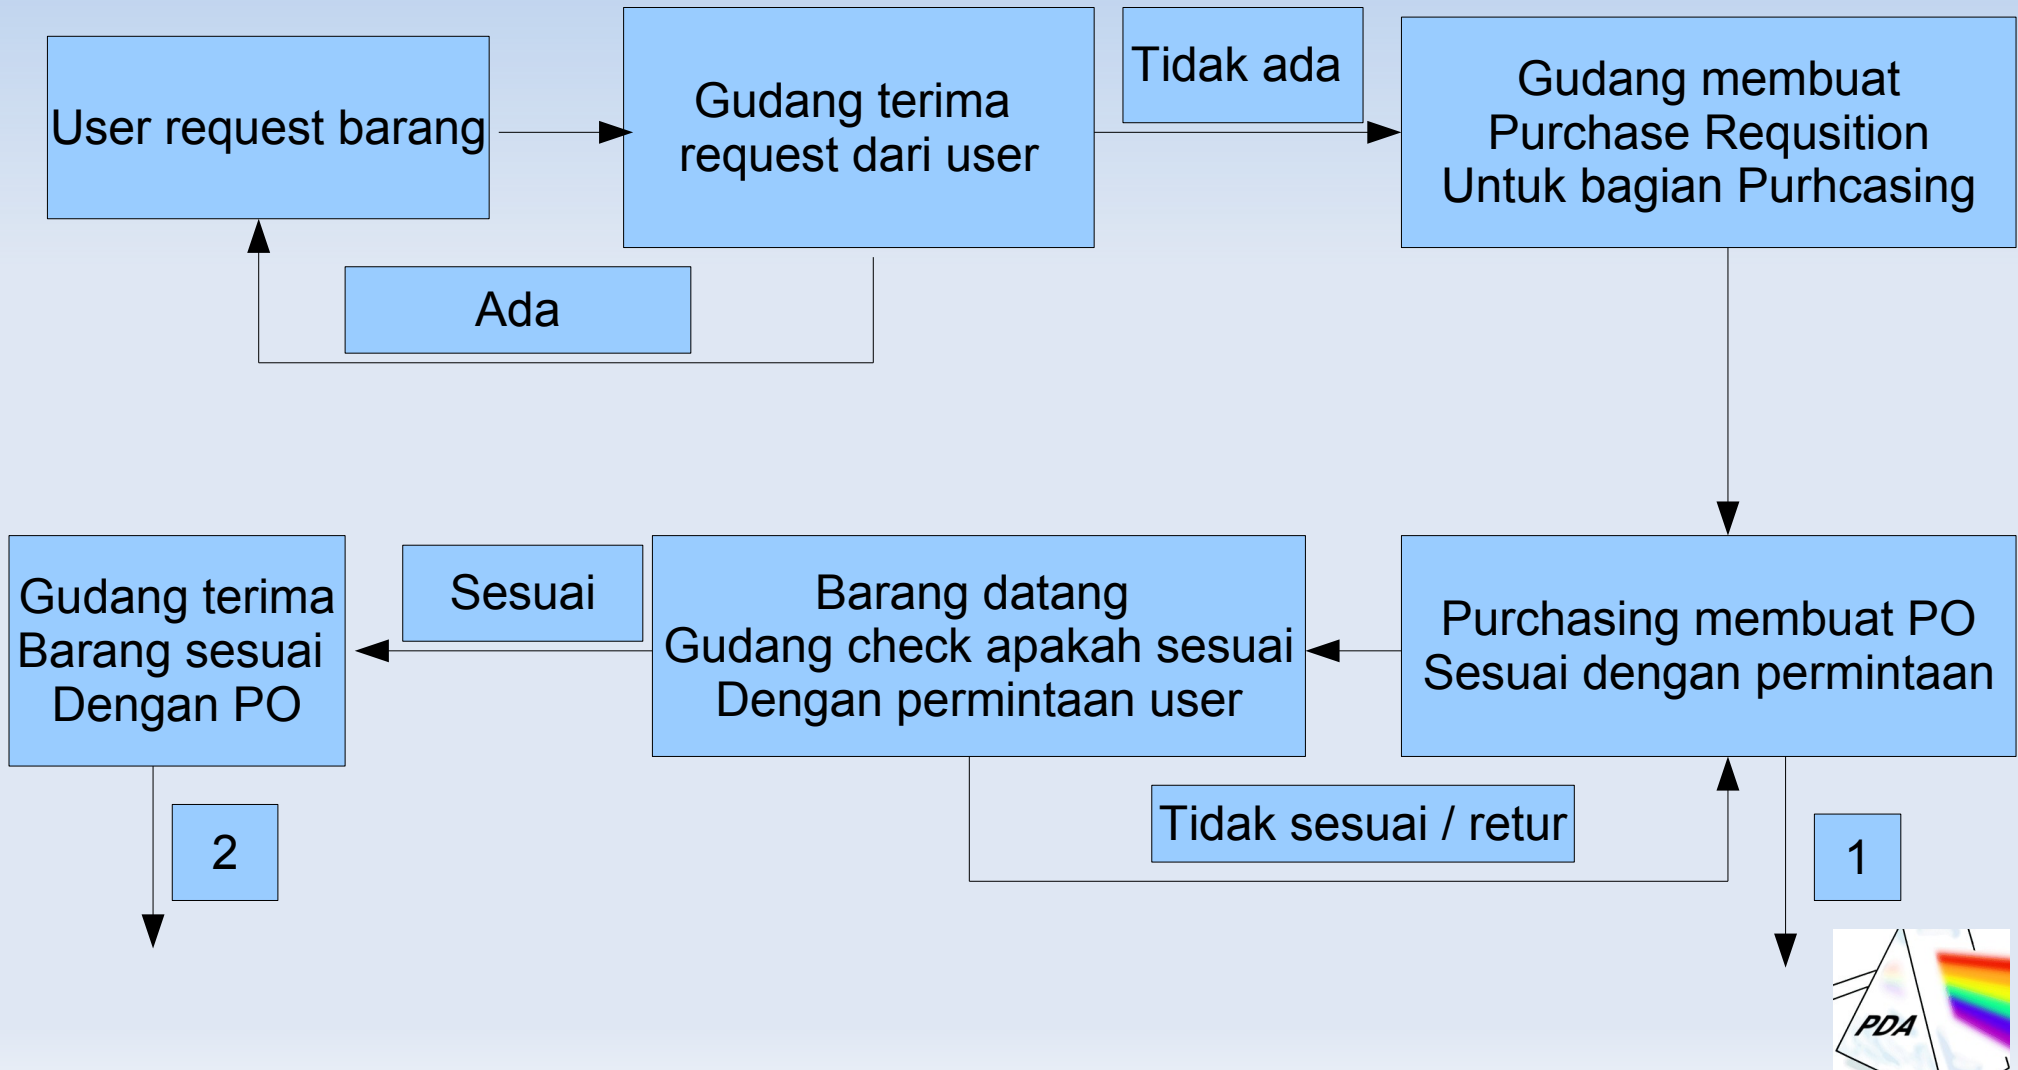 User request barang
Gudang terima
request dari user
Tidak ada
Gudang membuat
Purchase Requsition
Untuk bagian Purhcasing
Ada
Gudang terima
Barang sesuai
Dengan PO
Sesuai
Barang datang
Gudang check apakah sesuai
Dengan permintaan user
Purchasing membuat PO
Sesuai dengan permintaan
Tidak sesuai / retur
2
1
PDA